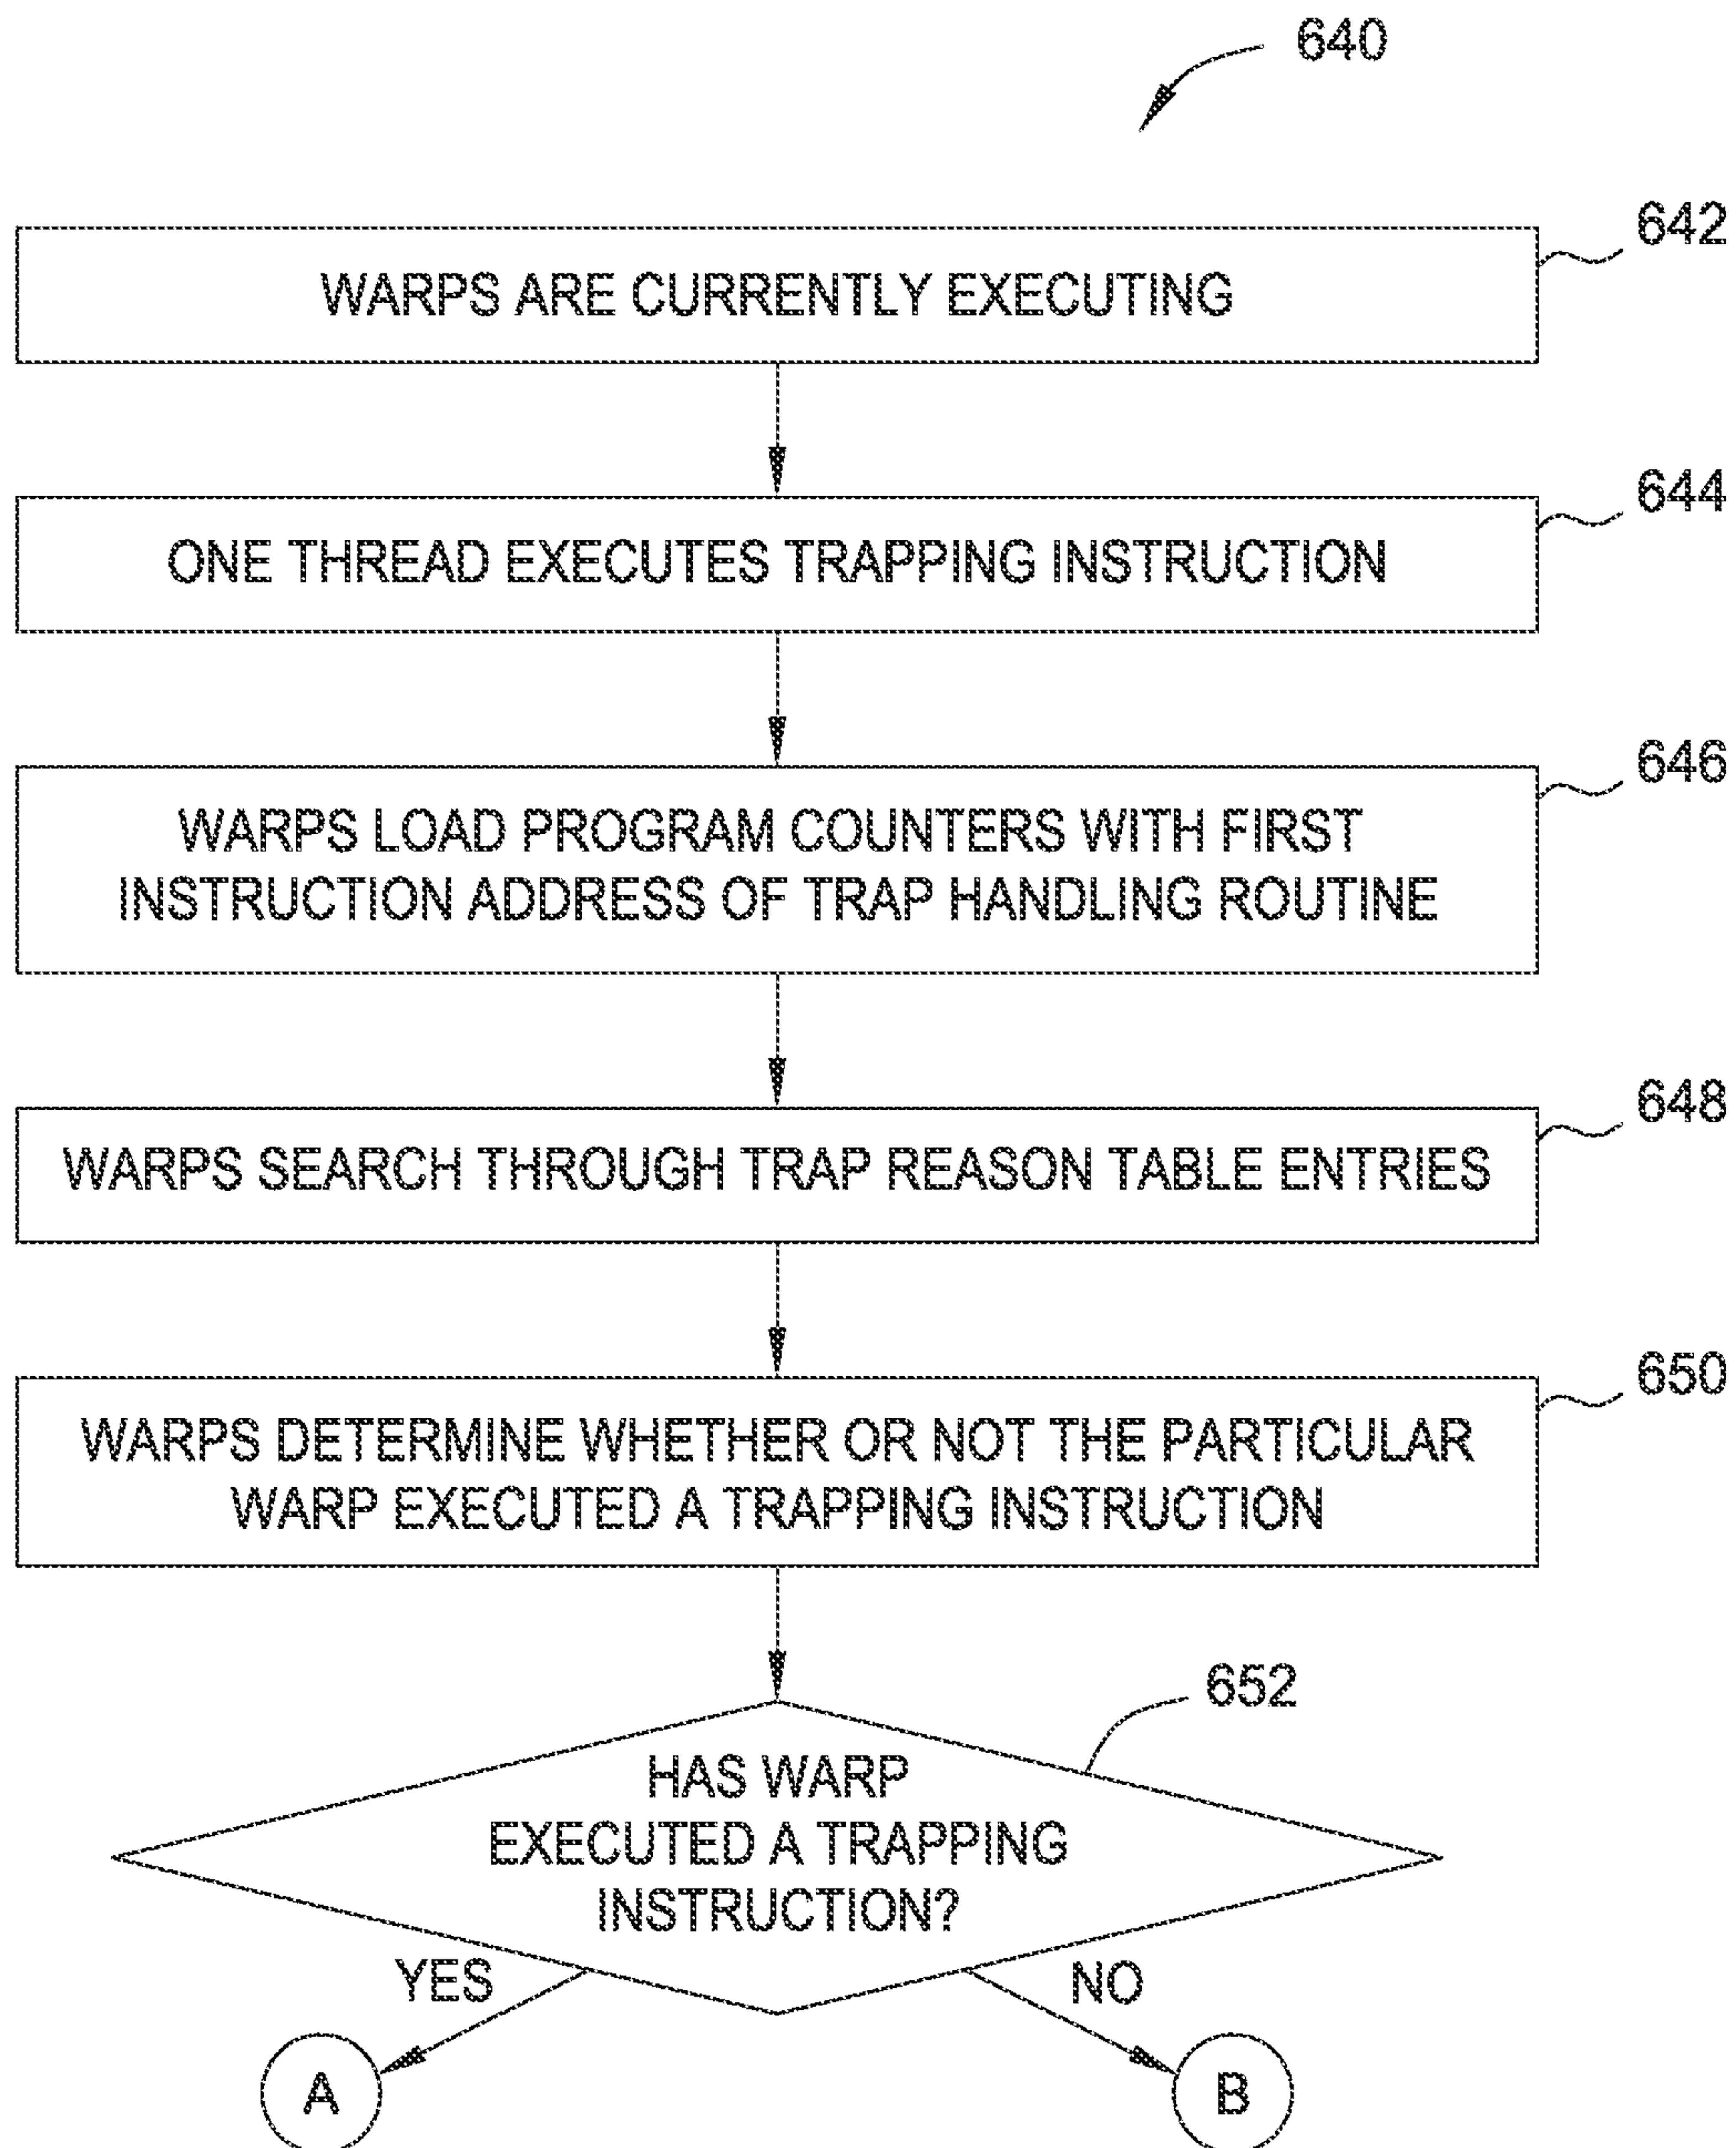 640
642
WARPS ARE CURRENTLY EXECUTING
644
ONE THREAD EXECUTES TRAPPING INSTRUCTION
646
WARPS LOAD PROGRAM COUNTERS WITH FIRST
INSTRUCTION ADDRESS OF TRAP HANDLING ROUTINE
648
WARPS SEARCH THROUGH TRAP REASON TABLE ENTRIES
650
WARPS DETERMINE WHETHER OR NOT THE PARTICULAR
WARP EXECUTED A TRAPPING INSTRUCTION
652
HAS WARP
EXECUTED A TRAPPING
INSTRUCTION?
YES
NO
A
B